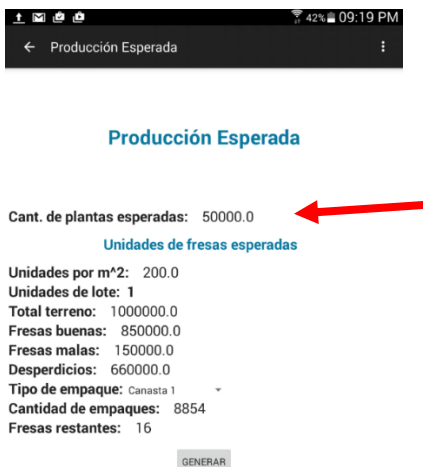 42% 09:19 PM
Producción Esperada
Producción Esperada
Cant. de plantas esperadas: 50000.0
Unidades de fresas esperadas
Unidades por m^2: 200.0
Unidades de lote: 1
Total terreno: 1000000.0
Fresas buenas: 850000.0
Fresas malas: 150000.0
Desperdicios: 660000.0
Tipo de empaque: Canasta 1
Cantidad de empaques: 8854
Fresas restantes: 16
GENERAR